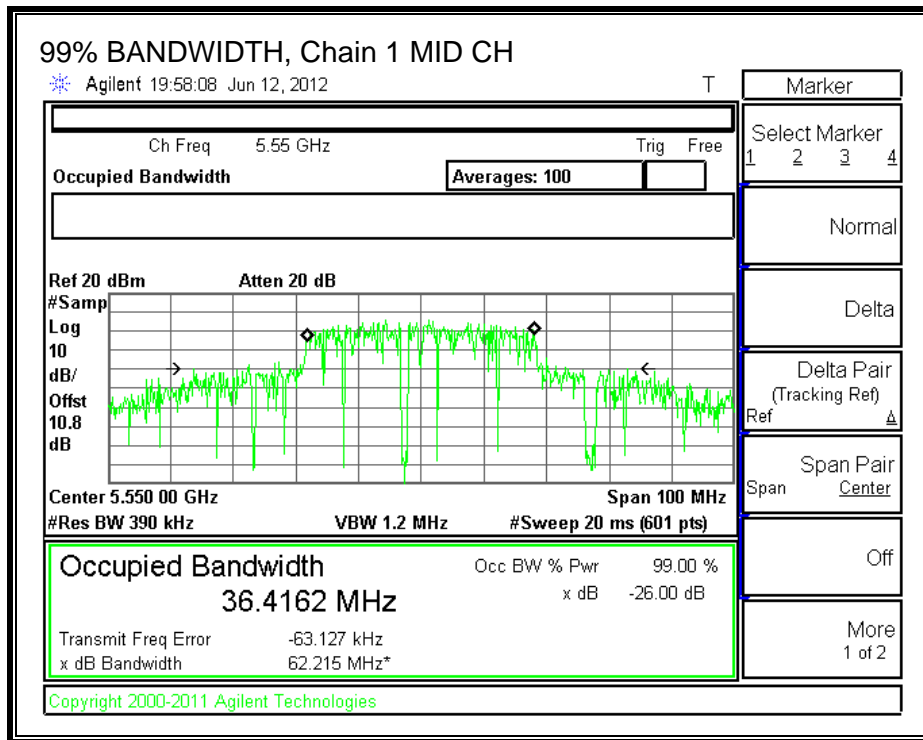 99% BANDWIDTH, Chain 1 MID CH
Agilent 19:58:08 Jun 12, 2012 T
Ch Freq 5.55 GHz Trig Free
Occupied Bandwidth Averages: 100
Ref 20 dBm Atten 20 dB
#Samp
Log
10
dB/
Offst
10.8
dB
Center 5.550 00 GHz Span 100 MHz
#Res BW 390 kHz VBW 1.2 MHz #Sweep 20 ms (601 pts)
Occupied Bandwidth Occ BW % Pwr 99.00 %
36.4162 MHz x dB -26.00 dB
Transmit Freq Error -63.127 kHz
x dB Bandwidth 62.215 MHz*
Copyright 2000-2011 Agilent Technologies
Marker
Select Marker
1 2 3 4
Normal
Delta
Delta Pair
(Tracking Ref)
Ref Δ
Span Pair
Span Center
Off
More
1 of 2